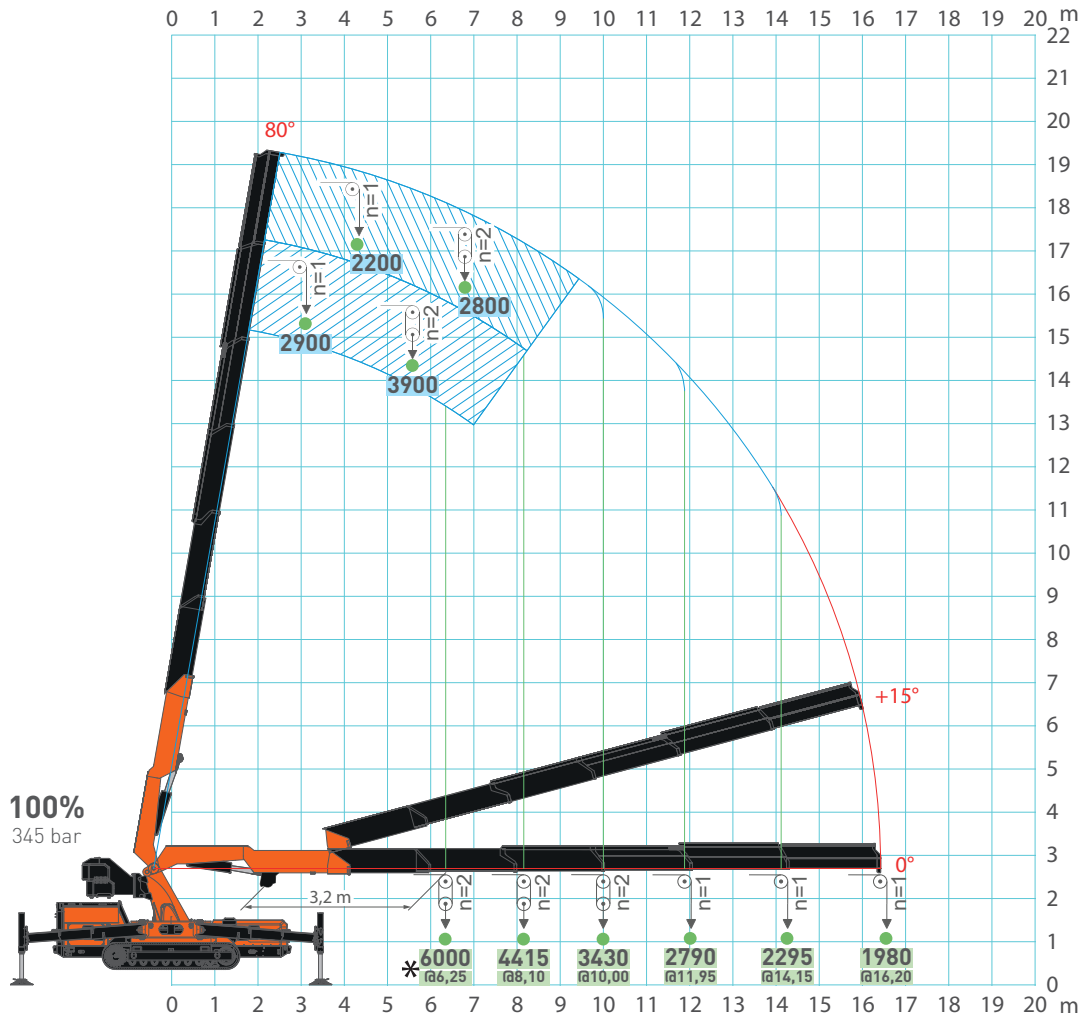 0 1 2 3 4 5 6 7 8 9 10 11 12 13 14 15 16 17 18 19 20 m
22
21
20
80°
19
n=1
18
n=2
17
2200
n=1
16
2800
n=2
15
2900
14
3900
13
12
11
10
9
8
7
+15°
6
5
4
100%
345 bar
3
0°
2
3,2 m
n=2
n=2
n=2
n=1
n=1
n=1
1
* 6000 4415 3430 2790 2295 1980
@6,25 @8,10 @10,00 @11,95 @14,15 @16,20
0
0 1 2 3 4 5 6 7 8 9 10 11 12 13 14 15 16 17 18 19 20 m